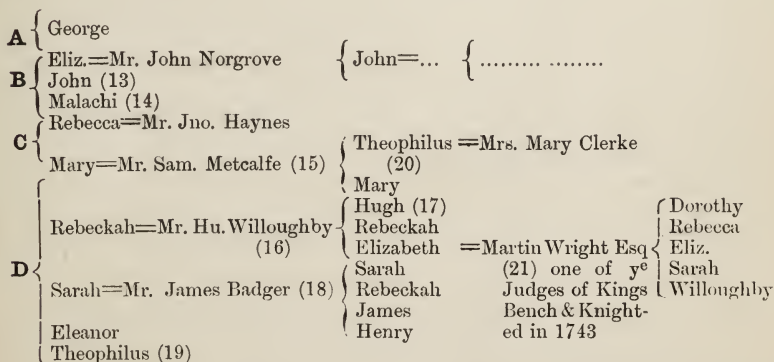 A George
Eliz.=Mr. John Norgrove John=... ......... ........
B John (13)
Malachi (14)
Rebecca=Mr. Jno. Haynes
C Theophilus =Mrs. Mary Clerke
Mary=Mr. Sam. Metcalfe (15) (20)
Mary
Hugh (17) Dorothy
Rebeckah=Mr. Hu. Willoughby Rebeckah Rebecca
(16) Elizabeth =Martin Wright Esq Eliz.
D Sarah (21) one of yᵉ Sarah
Sarah=Mr. James Badger (18) Rebeckah Judges of Kings Willoughby
James Bench & Knight-
Eleanor Henry ed in 1743
Theophilus (19)